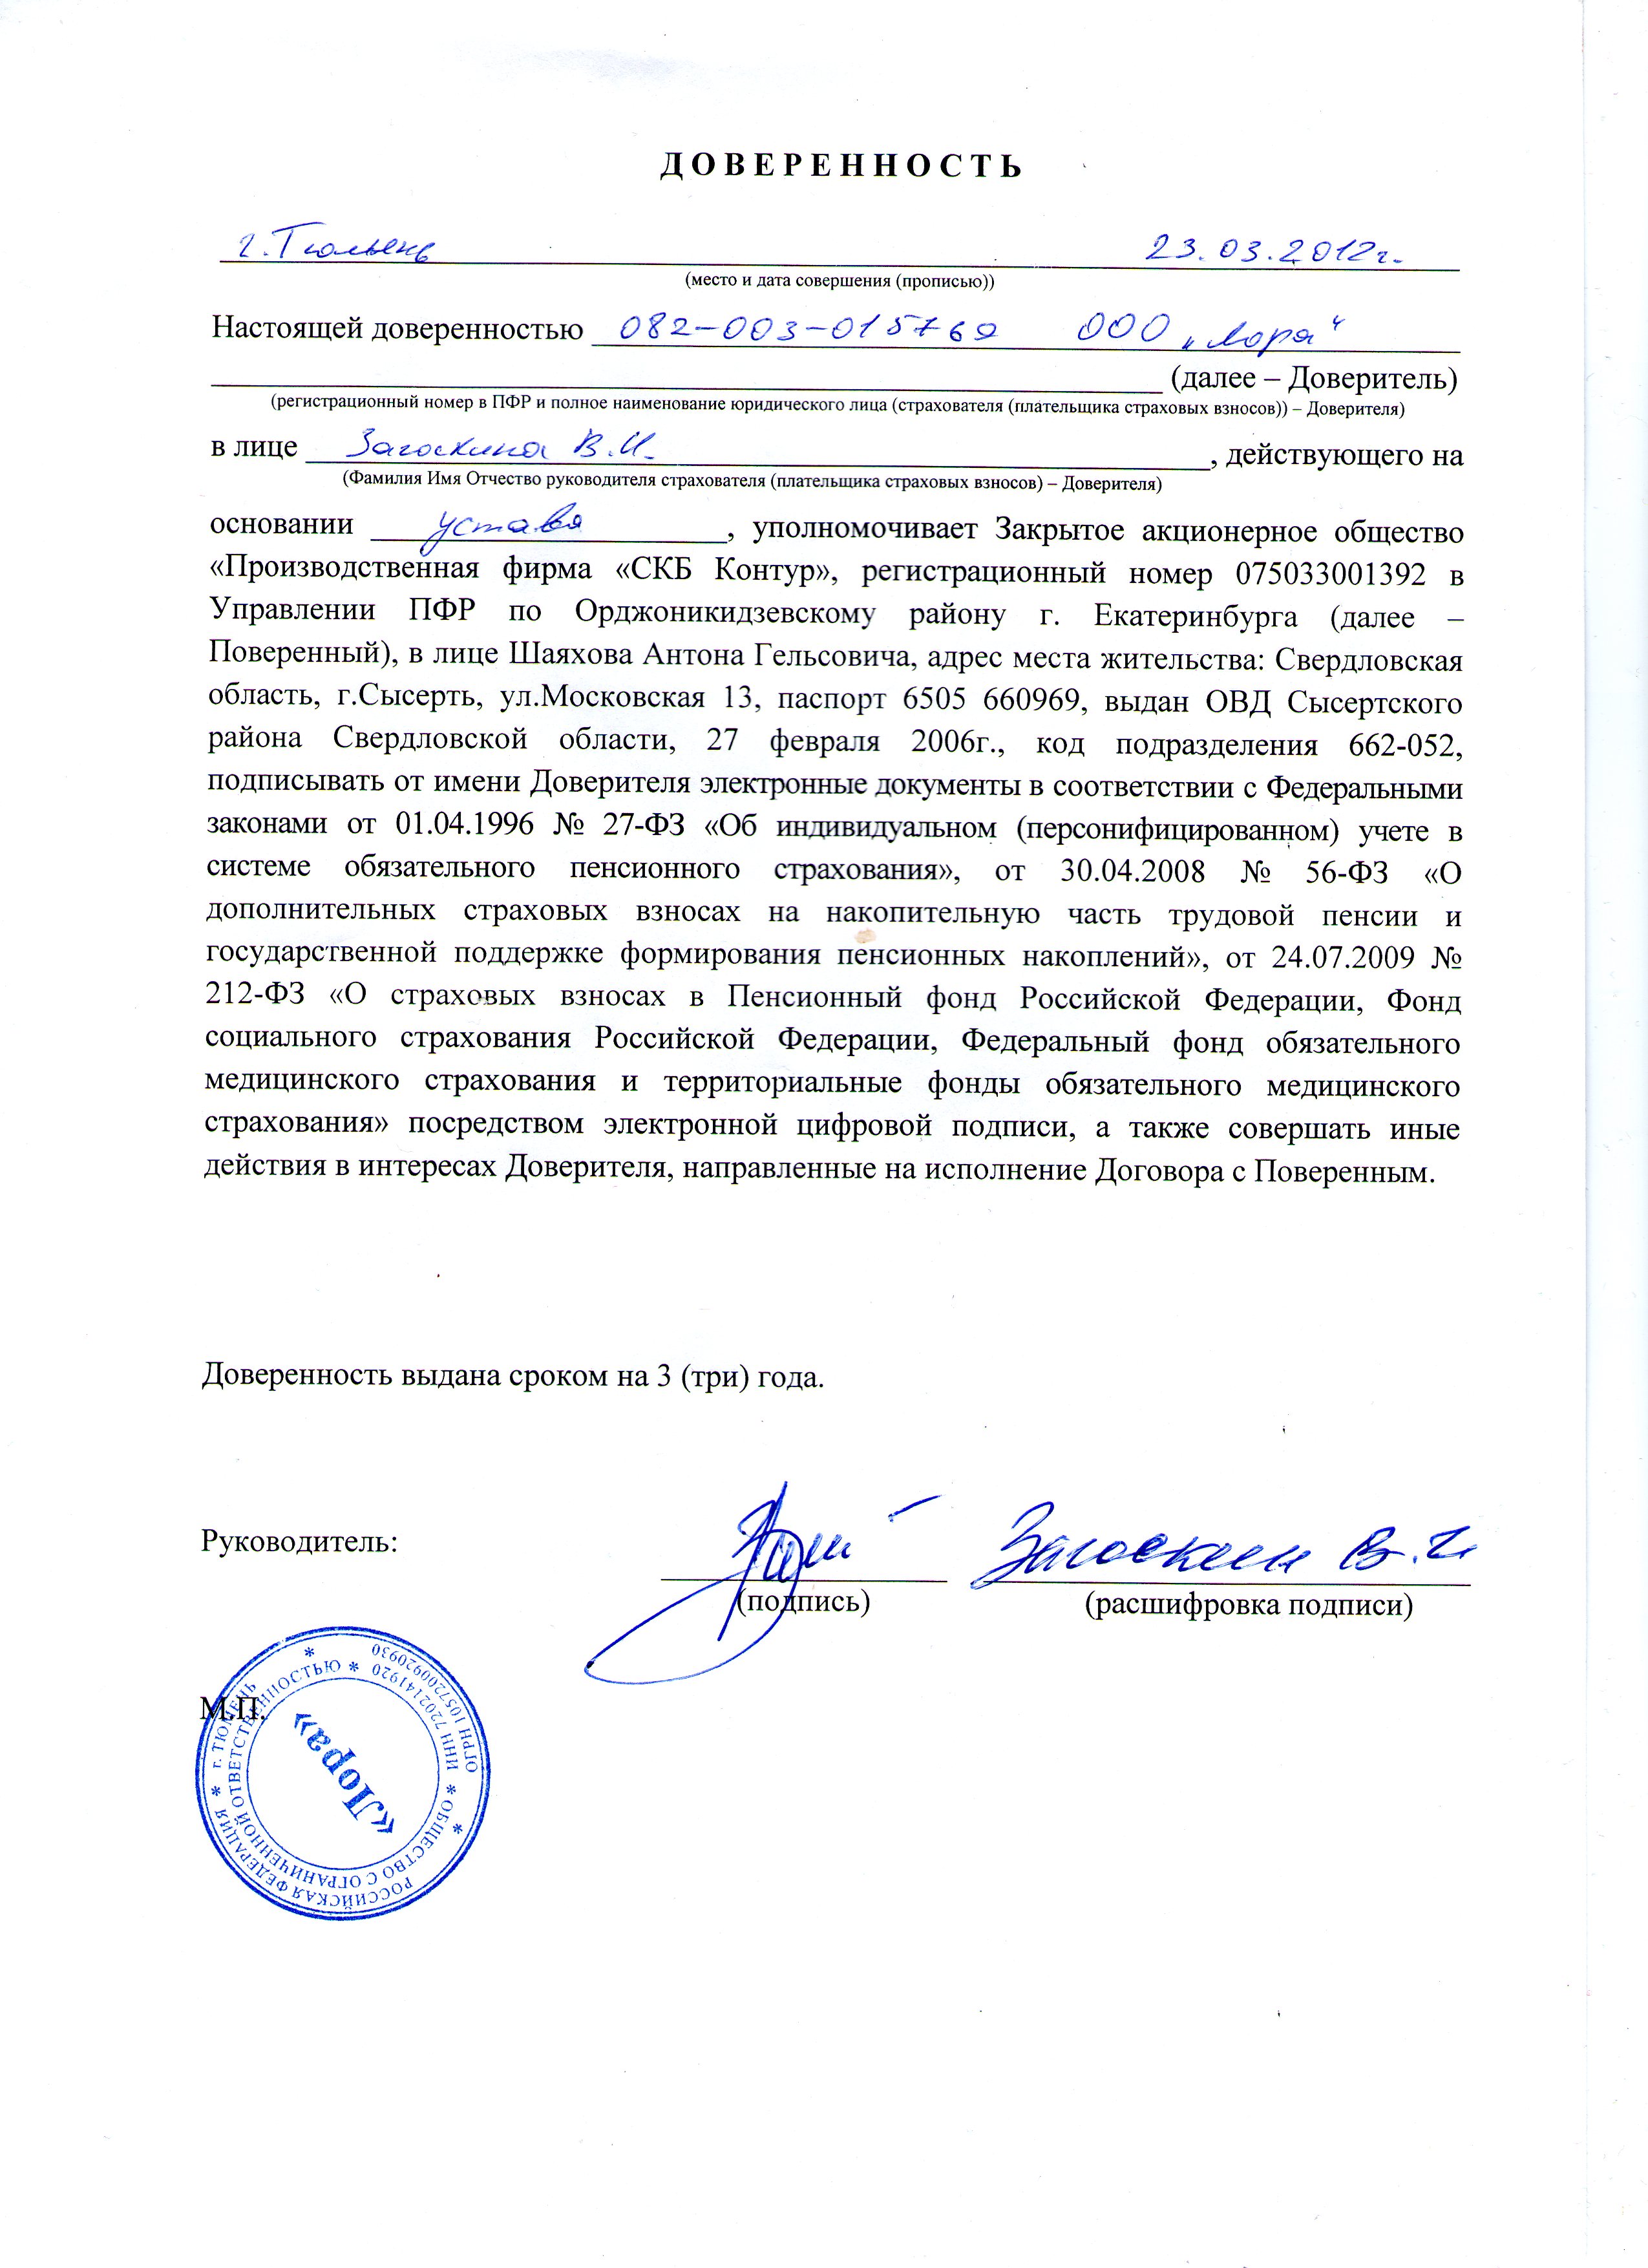 ДОВЕРЕННОСТЬ
г. Тюмень 23.03.2012г.
(место и дата совершения (прописью))
Настоящей доверенностью 082-003-015769 ООО „Лора"
(далее – Доверитель)
(регистрационный номер в ПФР и полное наименование юридического лица (страхователя (плательщика страховых взносов)) – Доверителя)
в лице Загоскина В.И. , действующего на
(Фамилия Имя Отчество руководителя страхователя (плательщика страховых взносов) – Доверителя)
основании устава, уполномочивает Закрытое акционерное общество
«Производственная фирма «СКБ Контур», регистрационный номер 075033001392 в
Управлении ПФР по Орджоникидзевскому району г. Екатеринбурга (далее –
Поверенный), в лице Шаяхова Антона Гельсовича, адрес места жительства: Свердловская
область, г.Сысерть, ул.Московская 13, паспорт 6505 660969, выдан ОВД Сысертского
района Свердловской области, 27 февраля 2006г., код подразделения 662-052,
подписывать от имени Доверителя электронные документы в соответствии с Федеральными
законами от 01.04.1996 № 27-ФЗ «Об индивидуальном (персонифицированном) учете в
системе обязательного пенсионного страхования», от 30.04.2008 № 56-ФЗ «О
дополнительных страховых взносах на накопительную часть трудовой пенсии и
государственной поддержке формирования пенсионных накоплений», от 24.07.2009 №
212-ФЗ «О страховых взносах в Пенсионный фонд Российской Федерации, Фонд
социального страхования Российской Федерации, Федеральный фонд обязательного
медицинского страхования и территориальные фонды обязательного медицинского
страхования» посредством электронной цифровой подписи, а также совершать иные
действия в интересах Доверителя, направленные на исполнение Договора с Поверенным.
Доверенность выдана сроком на 3 (три) года.
Руководитель: Загоскин В.И.
(подпись) (расшифровка подписи)
М.П.
РОССИЙСКАЯ ФЕДЕРАЦИЯ * г. ТЮМЕНЬ * ОГРН 1057200920930 *
ОБЩЕСТВО С ОГРАНИЧЕННОЙ ОТВЕТСТВЕННОСТЬЮ * ИНН 7202141920 *
«Лора»